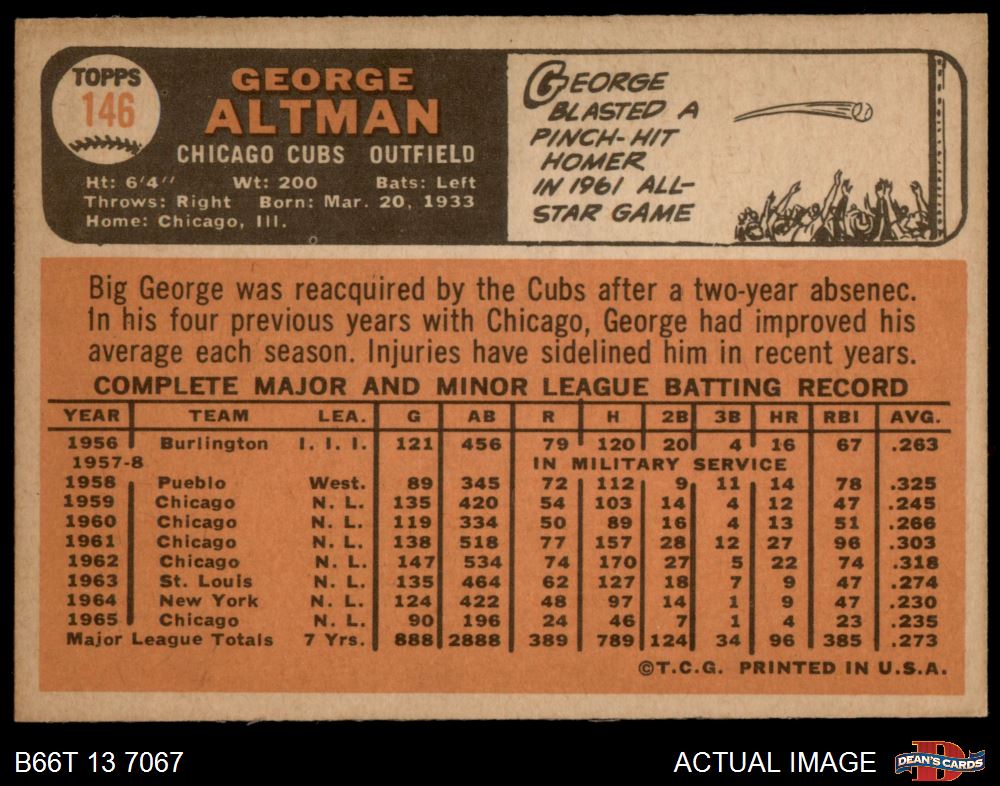 TOPPS
146
GEORGE
ALTMAN
CHICAGO CUBS OUTFIELD
Ht: 6'4" Wt: 200 Bats: Left
Throws: Right Born: Mar. 20, 1933
Home: Chicago, Ill.
GEORGE
BLASTED A
PINCH-HIT
HOMER
IN 1961 ALL-
STAR GAME
Big George was reacquired by the Cubs after a two-year absenec.
In his four previous years with Chicago, George had improved his
average each season. Injuries have sidelined him in recent years.
COMPLETE MAJOR AND MINOR LEAGUE BATTING RECORD
YEAR TEAM LEA. G AB R H 2B 3B HR RBI AVG.
1956 Burlington I. I. I. 121 456 79 120 20 4 16 67 .263
1957-8 IN MILITARY SERVICE
1958 Pueblo West. 89 345 72 112 9 11 14 78 .325
1959 Chicago N. L. 135 420 54 103 14 4 12 47 .245
1960 Chicago N. L. 119 334 50 89 16 4 13 51 .266
1961 Chicago N. L. 138 518 77 157 28 12 27 96 .303
1962 Chicago N. L. 147 534 74 170 27 5 22 74 .318
1963 St. Louis N. L. 135 464 62 127 18 7 9 47 .274
1964 New York N. L. 124 422 48 97 14 1 9 47 .230
1965 Chicago N. L. 90 196 24 46 7 1 4 23 .235
Major League Totals 7 Yrs. 888 2888 389 789 124 34 96 385 .273
©T.C.G. PRINTED IN U.S.A.
B66T 13 7067
ACTUAL IMAGE
D
DEAN'S CARDS